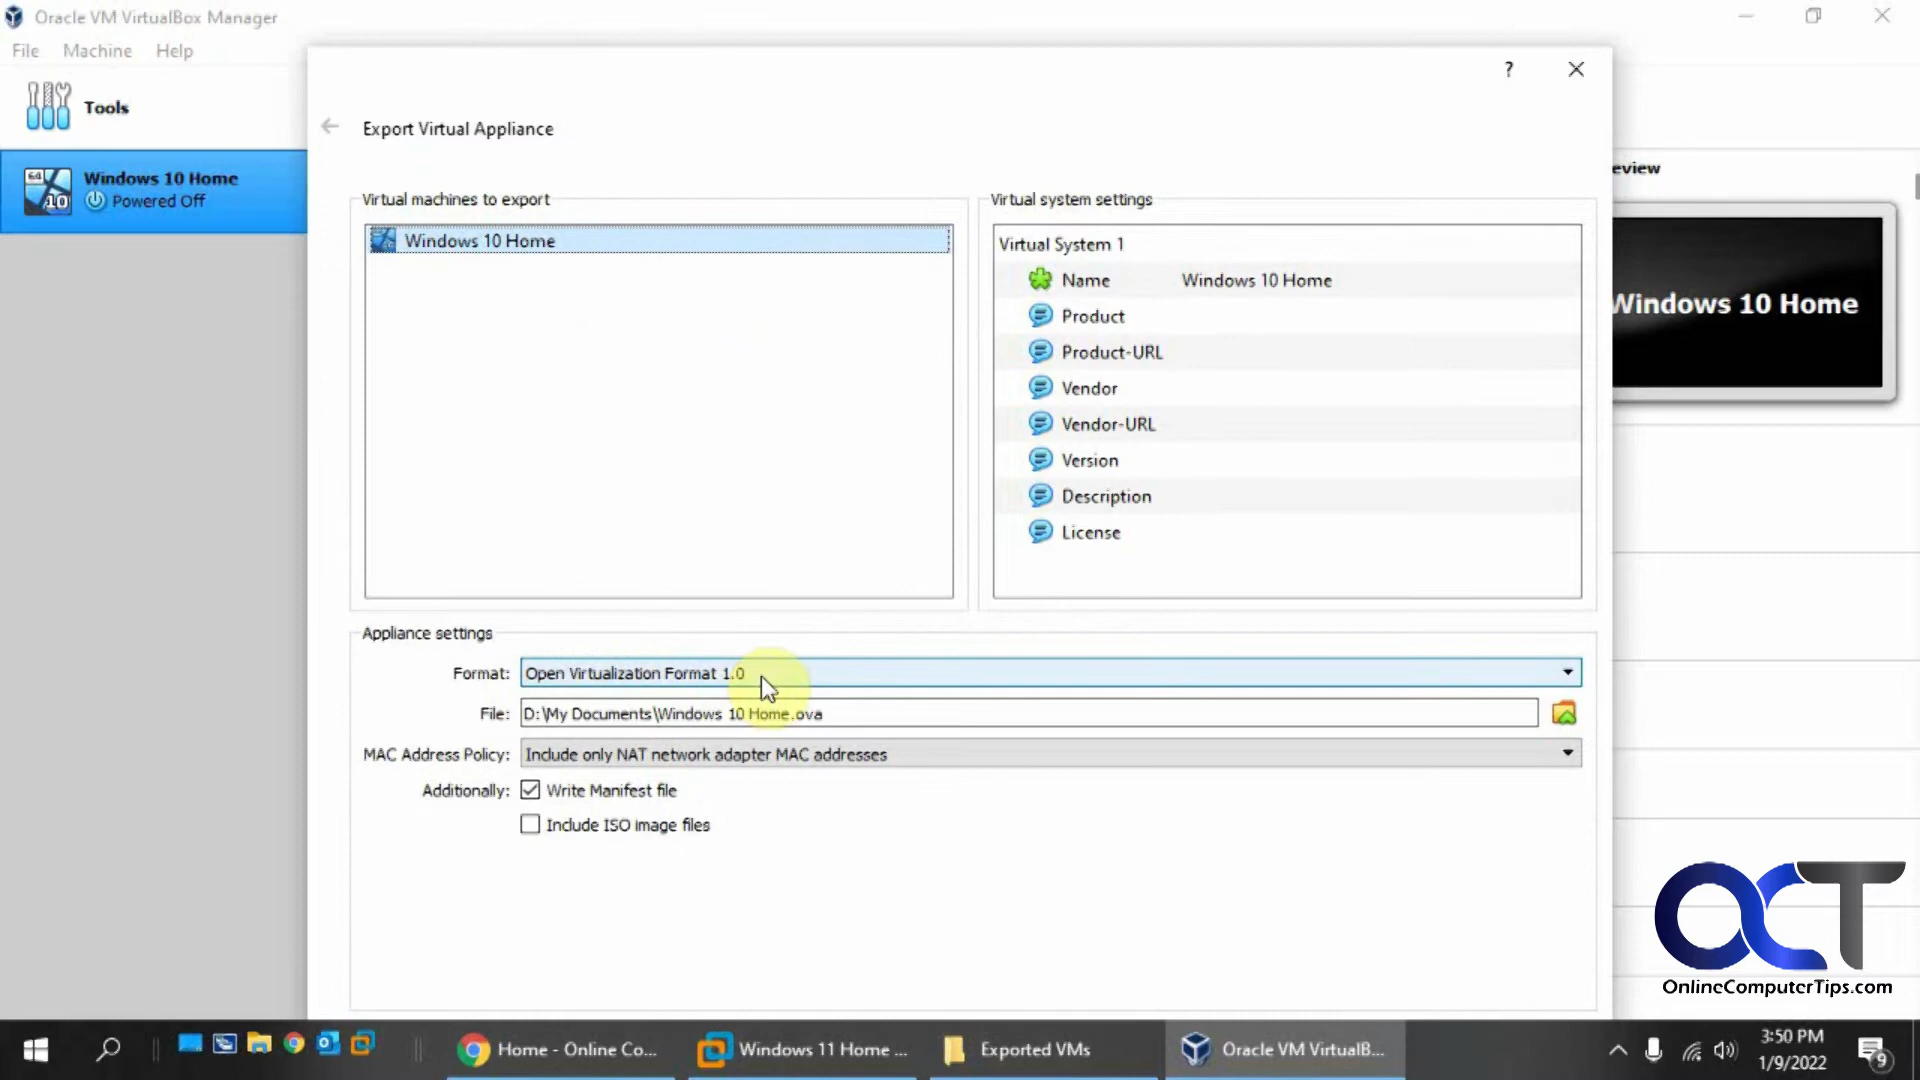 Oracle VM VirtualBox Manager
File Machine Help
Tools
Windows 10 Home
Powered Off
64
10
?
Export Virtual Appliance
Virtual machines to export
Windows 10 Home
Virtual system settings
Virtual System 1
Name Windows 10 Home
Product
Product-URL
Vendor
Vendor-URL
Version
Description
License
eview
Windows 10 Home
Appliance settings
Format: Open Virtualization Format 1.0
File: D:\My Documents\Windows 10 Home.ova
MAC Address Policy: Include only NAT network adapter MAC addresses
Additionally: Write Manifest file
Include ISO image files
OCT
OnlineComputerTips.com
Home - Online Co...
Windows 11 Home ...
Exported VMs
Oracle VM VirtualB...
3:50 PM
1/9/2022
9